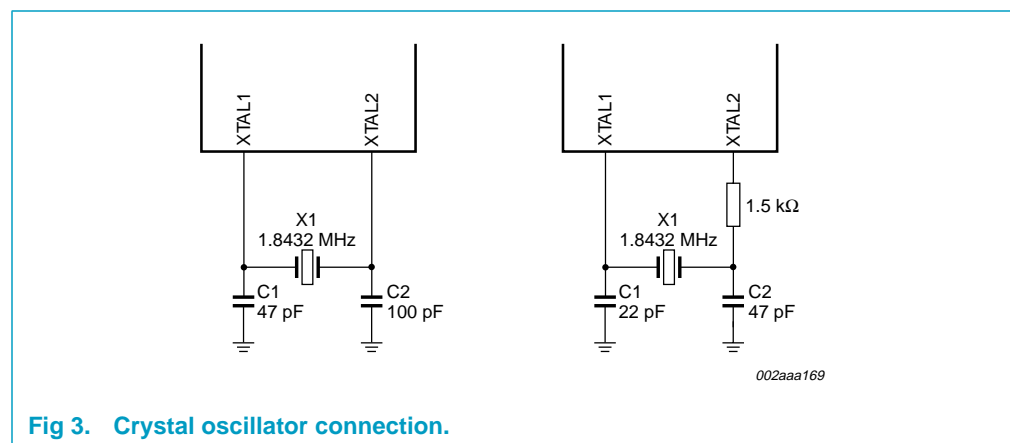 XTAL1
XTAL2
X1
1.8432 MHz
C1
47 pF
C2
100 pF
XTAL1
XTAL2
1.5 kΩ
X1
1.8432 MHz
C1
22 pF
C2
47 pF
002aaa169
Fig 3. Crystal oscillator connection.